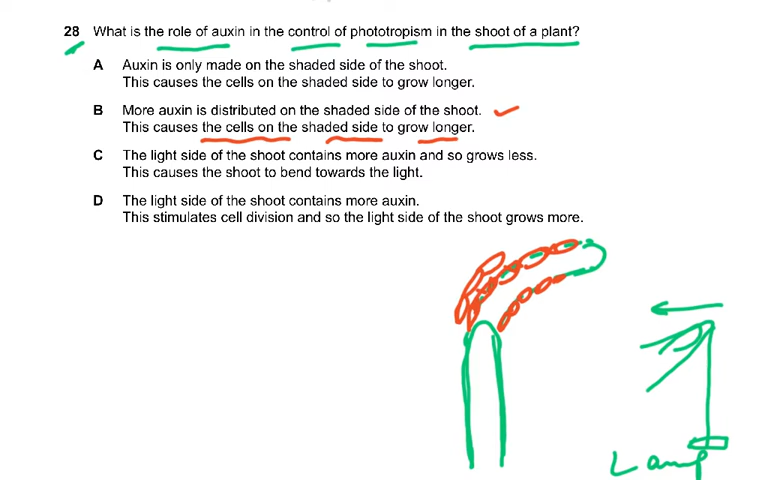 28 What is the role of auxin in the control of phototropism in the shoot of a plant?
A Auxin is only made on the shaded side of the shoot.
This causes the cells on the shaded side to grow longer.
B More auxin is distributed on the shaded side of the shoot.
This causes the cells on the shaded side to grow longer.
C The light side of the shoot contains more auxin and so grows less.
This causes the shoot to bend towards the light.
D The light side of the shoot contains more auxin.
This stimulates cell division and so the light side of the shoot grows more.
Lamp